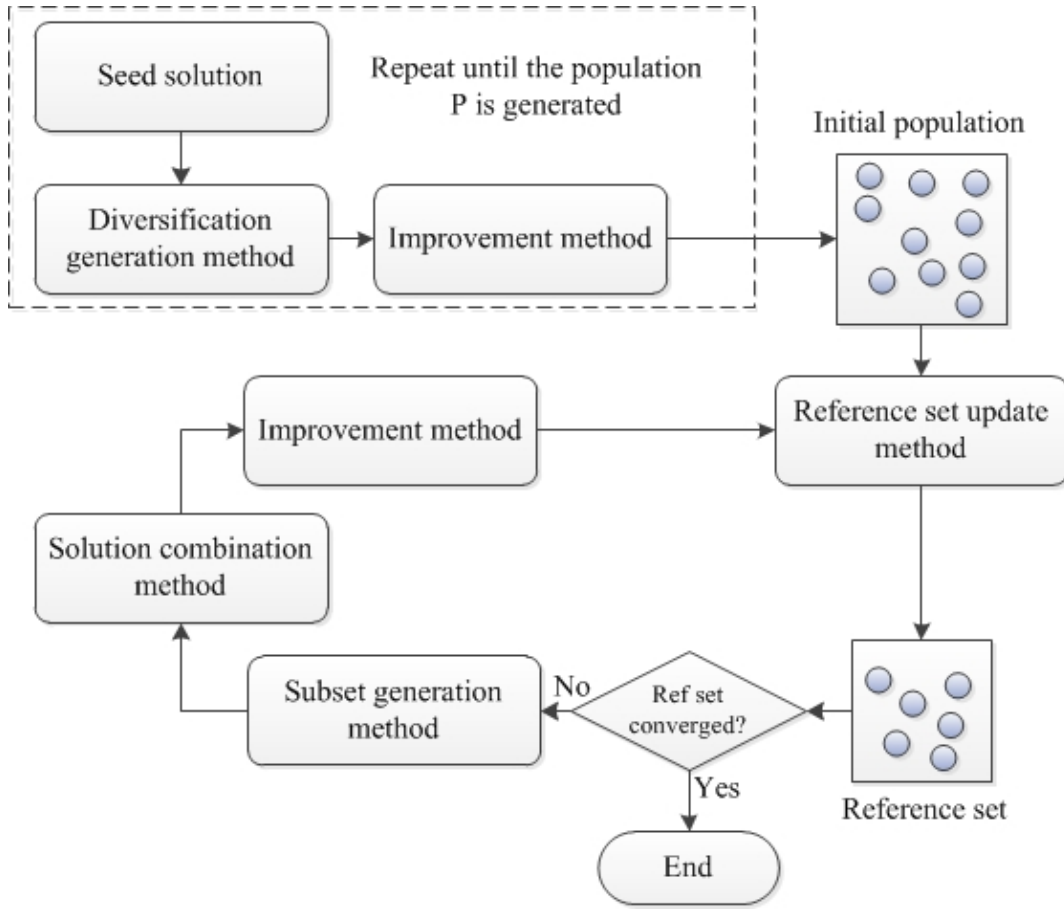 Seed solution
Repeat until the population
P is generated
Diversification
generation method
Improvement method
Initial population
Improvement method
Reference set update
method
Solution combination
method
Subset generation
method
No
Ref set
converged?
Yes
Reference set
End